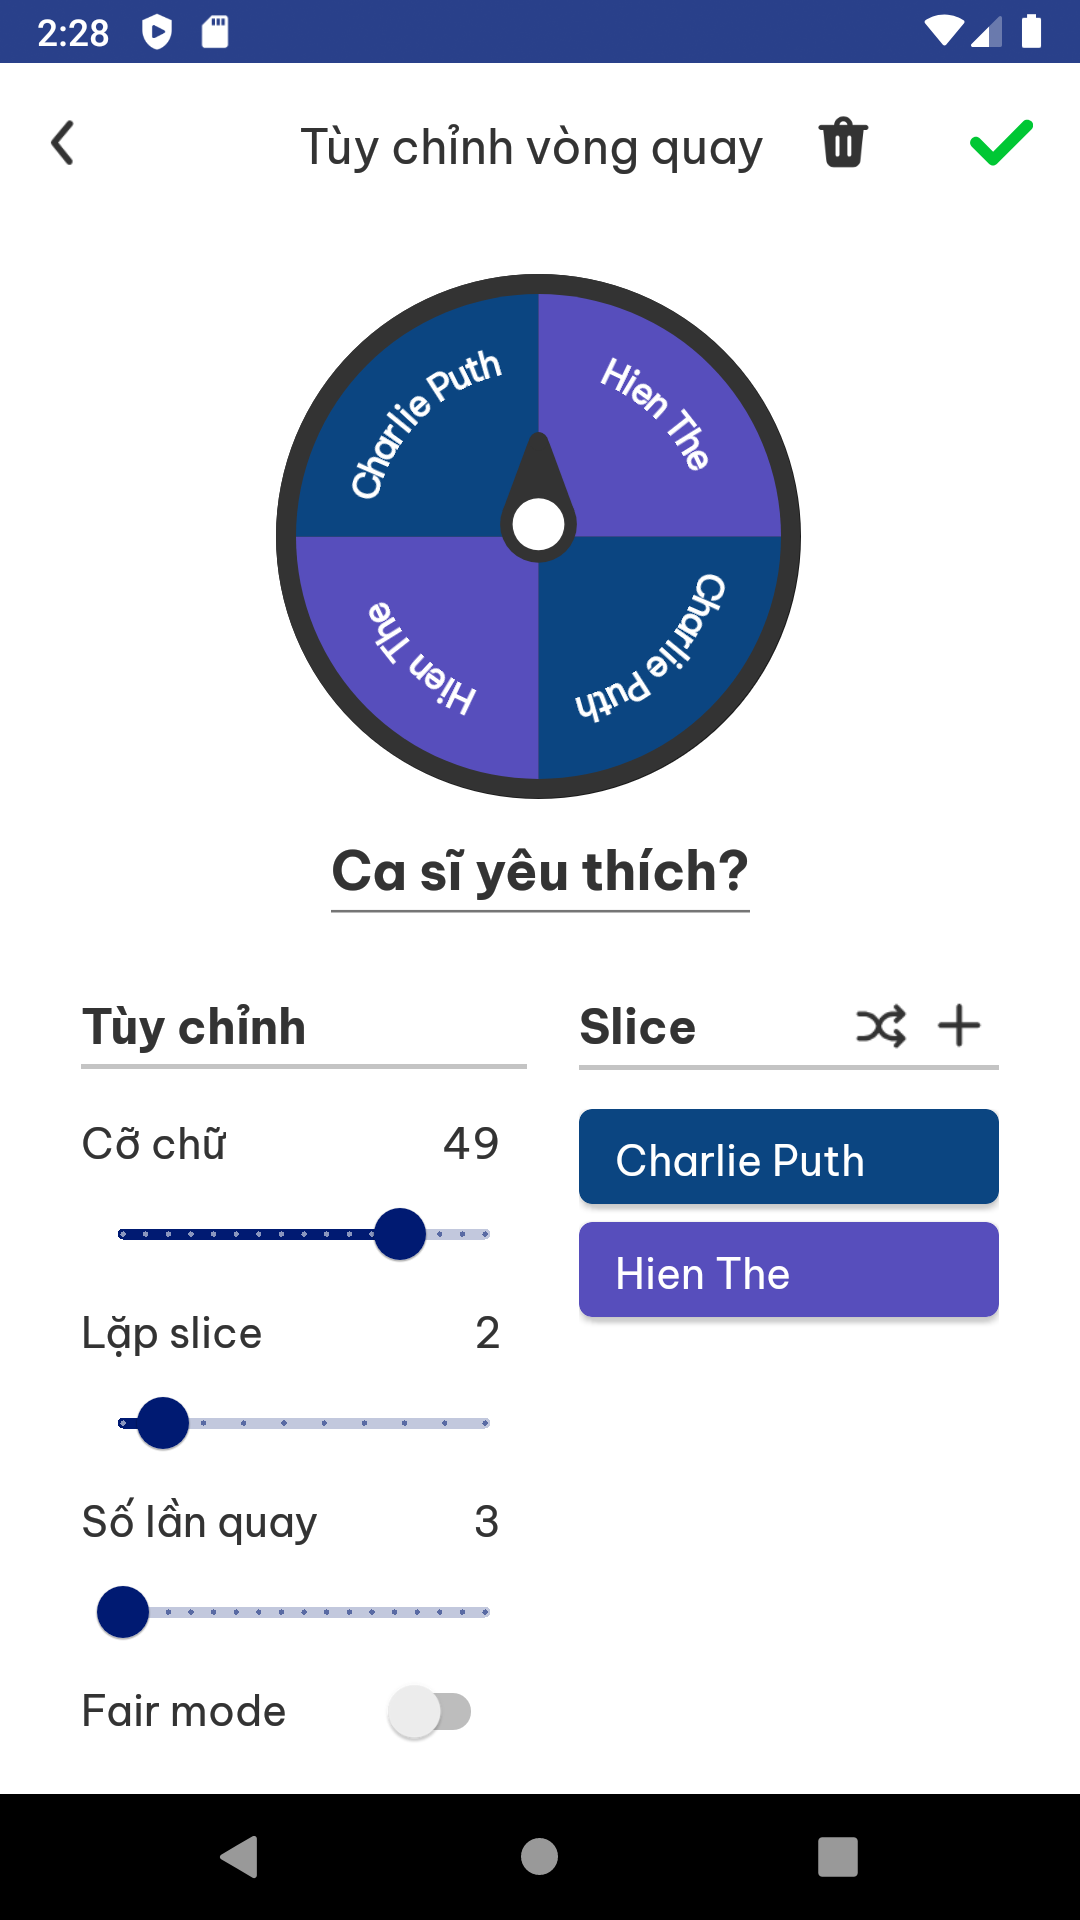 2:28
Tùy chỉnh vòng quay
Charlie Puth
Hien The
Hien The
Charlie Puth
Ca sĩ yêu thích?
Tùy chỉnh
Slice
Cỡ chữ
49
Charlie Puth
Hien The
Lặp slice
2
Số lần quay
3
Fair mode